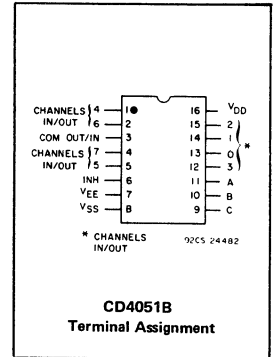 CHANNELS IN/OUT 4 1 16 VDD
6 2 15 2
COM OUT/IN 3 14 1 *
CHANNELS IN/OUT 7 4 13 0
5 5 12 3
INH 6 11 A
VEE 7 10 B
VSS 8 9 C
* CHANNELS IN/OUT
92CS 24482
CD4051B
Terminal Assignment